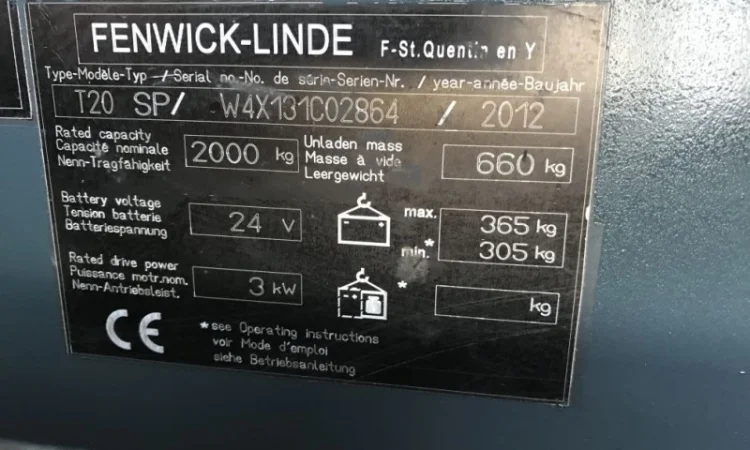 FENWICK-LINDE F-St.Quentin en Y
Type-Modèle-Typ / Serial no-No. de serie-Serien-Nr. / year-année-Baujahr
T20 SP/ W4X131C02864 / 2012
Rated capacity
Capacité nominale
Nenn-Tragfähigkeit
2000 kg
Unladen mass
Masse à vide
Leergewicht
660 kg
Battery voltage
Tension batterie
Batteriespannung
24 V
max. 365 kg
min.* 305 kg
Rated drive power
Puissance motr.nom.
Nenn-Antriebsleist.
3 kW
* kg
CE
*see Operating instructions
voir Mode d'emploi
siehe Betriebsanleitung